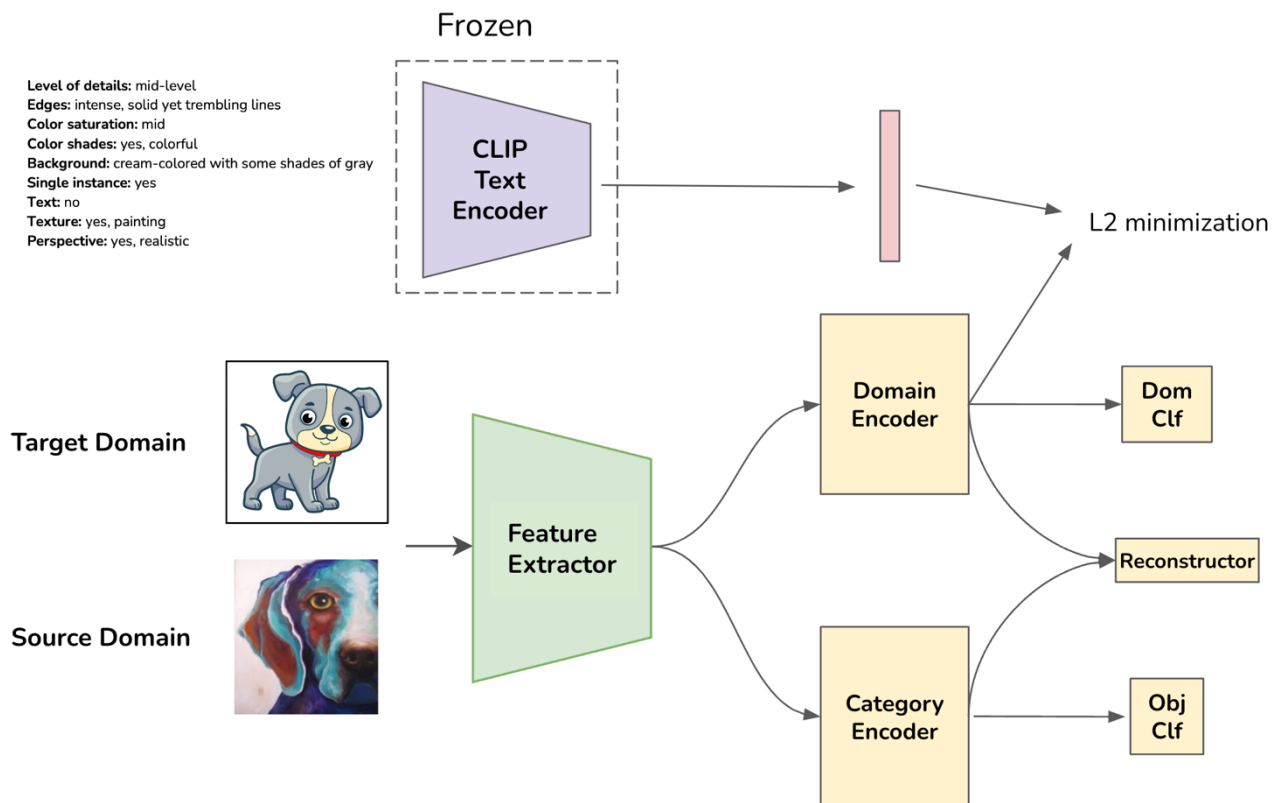 Frozen
Level of details: mid-level
Edges: intense, solid yet trembling lines
Color saturation: mid
Color shades: yes, colorful
Background: cream-colored with some shades of gray
Single instance: yes
Text: no
Texture: yes, painting
Perspective: yes, realistic
CLIP
Text
Encoder
L2 minimization
Target Domain
Source Domain
Feature
Extractor
Domain
Encoder
Dom
Clf
Reconstructor
Category
Encoder
Obj
Clf